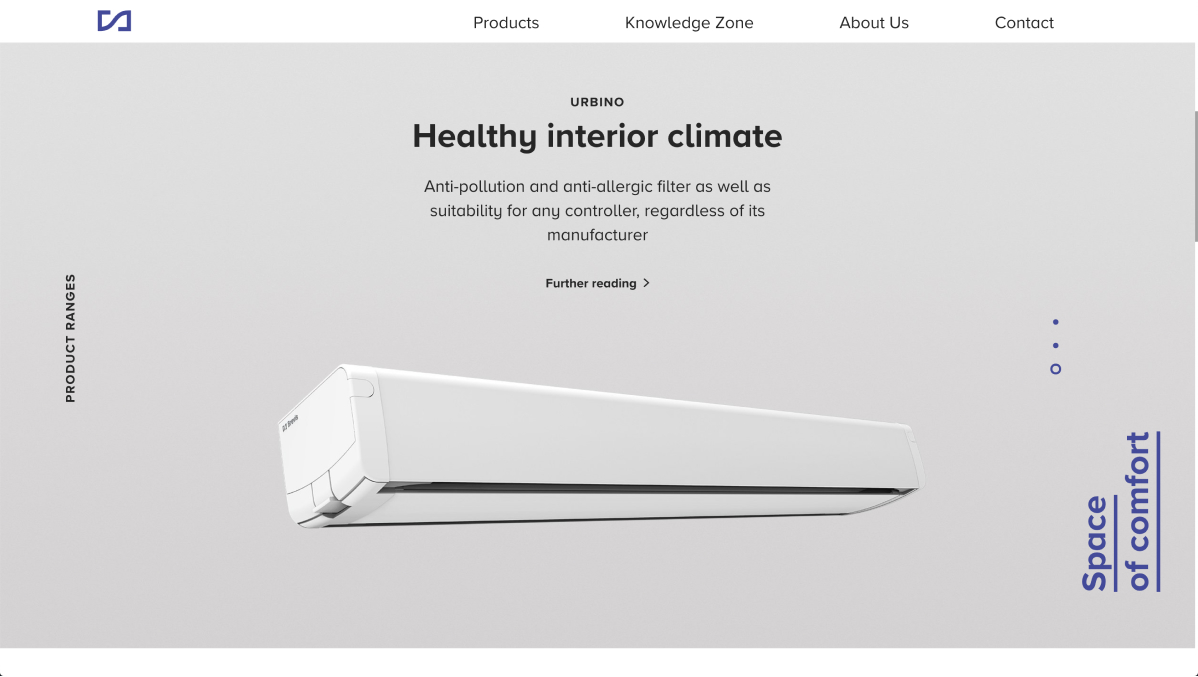 Products
Knowledge Zone
About Us
Contact
URBINO
Healthy interior climate
Anti-pollution and anti-allergic filter as well as
suitability for any controller, regardless of its
manufacturer
Further reading
PRODUCT RANGES
Space
of comfort